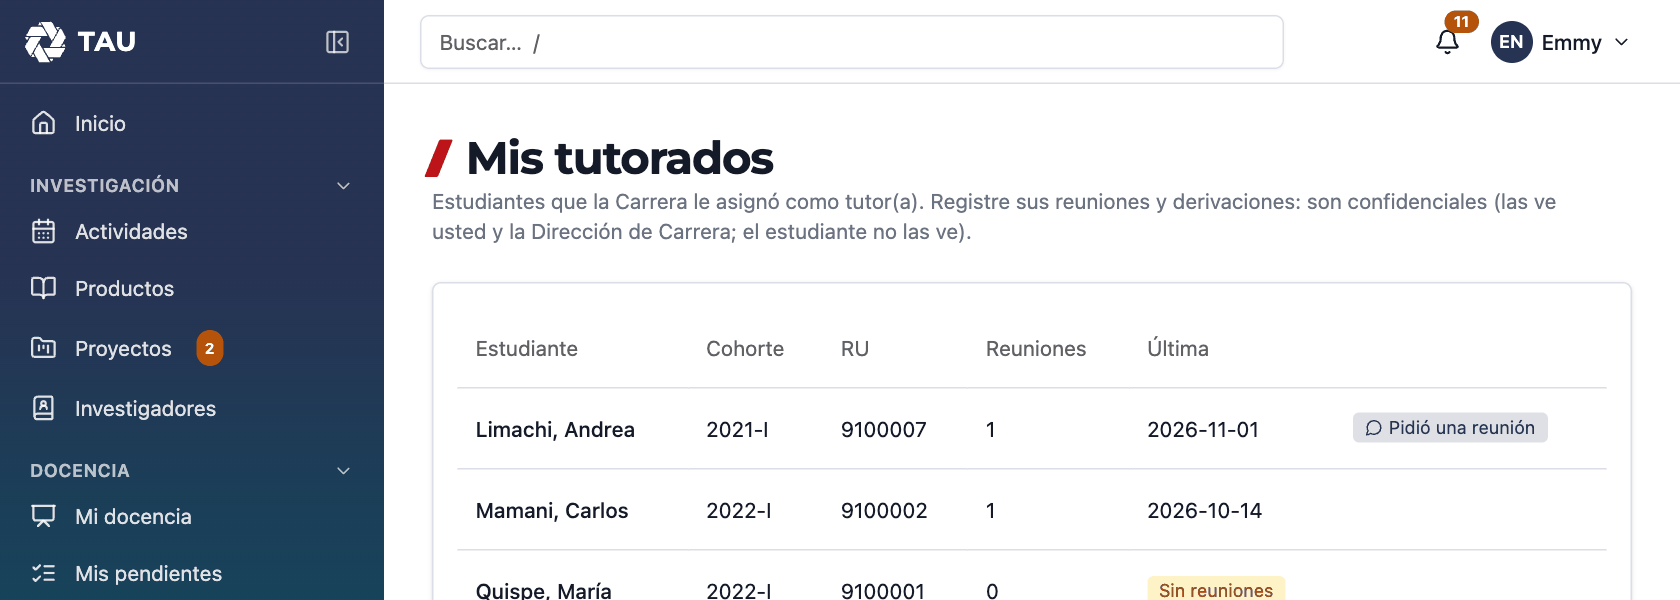 TAU
Buscar... /
11
EN Emmy
Inicio
INVESTIGACIÓN
Actividades
Productos
Proyectos 2
Investigadores
DOCENCIA
Mi docencia
Mis pendientes
Mis tutorados
Estudiantes que la Carrera le asignó como tutor(a). Registre sus reuniones y derivaciones: son confidenciales (las ve
usted y la Dirección de Carrera; el estudiante no las ve).
Estudiante Cohorte RU Reuniones Última
Limachi, Andrea 2021-I 9100007 1 2026-11-01 Pidió una reunión
Mamani, Carlos 2022-I 9100002 1 2026-10-14
Quispe, María 2022-I 9100001 0 Sin reuniones